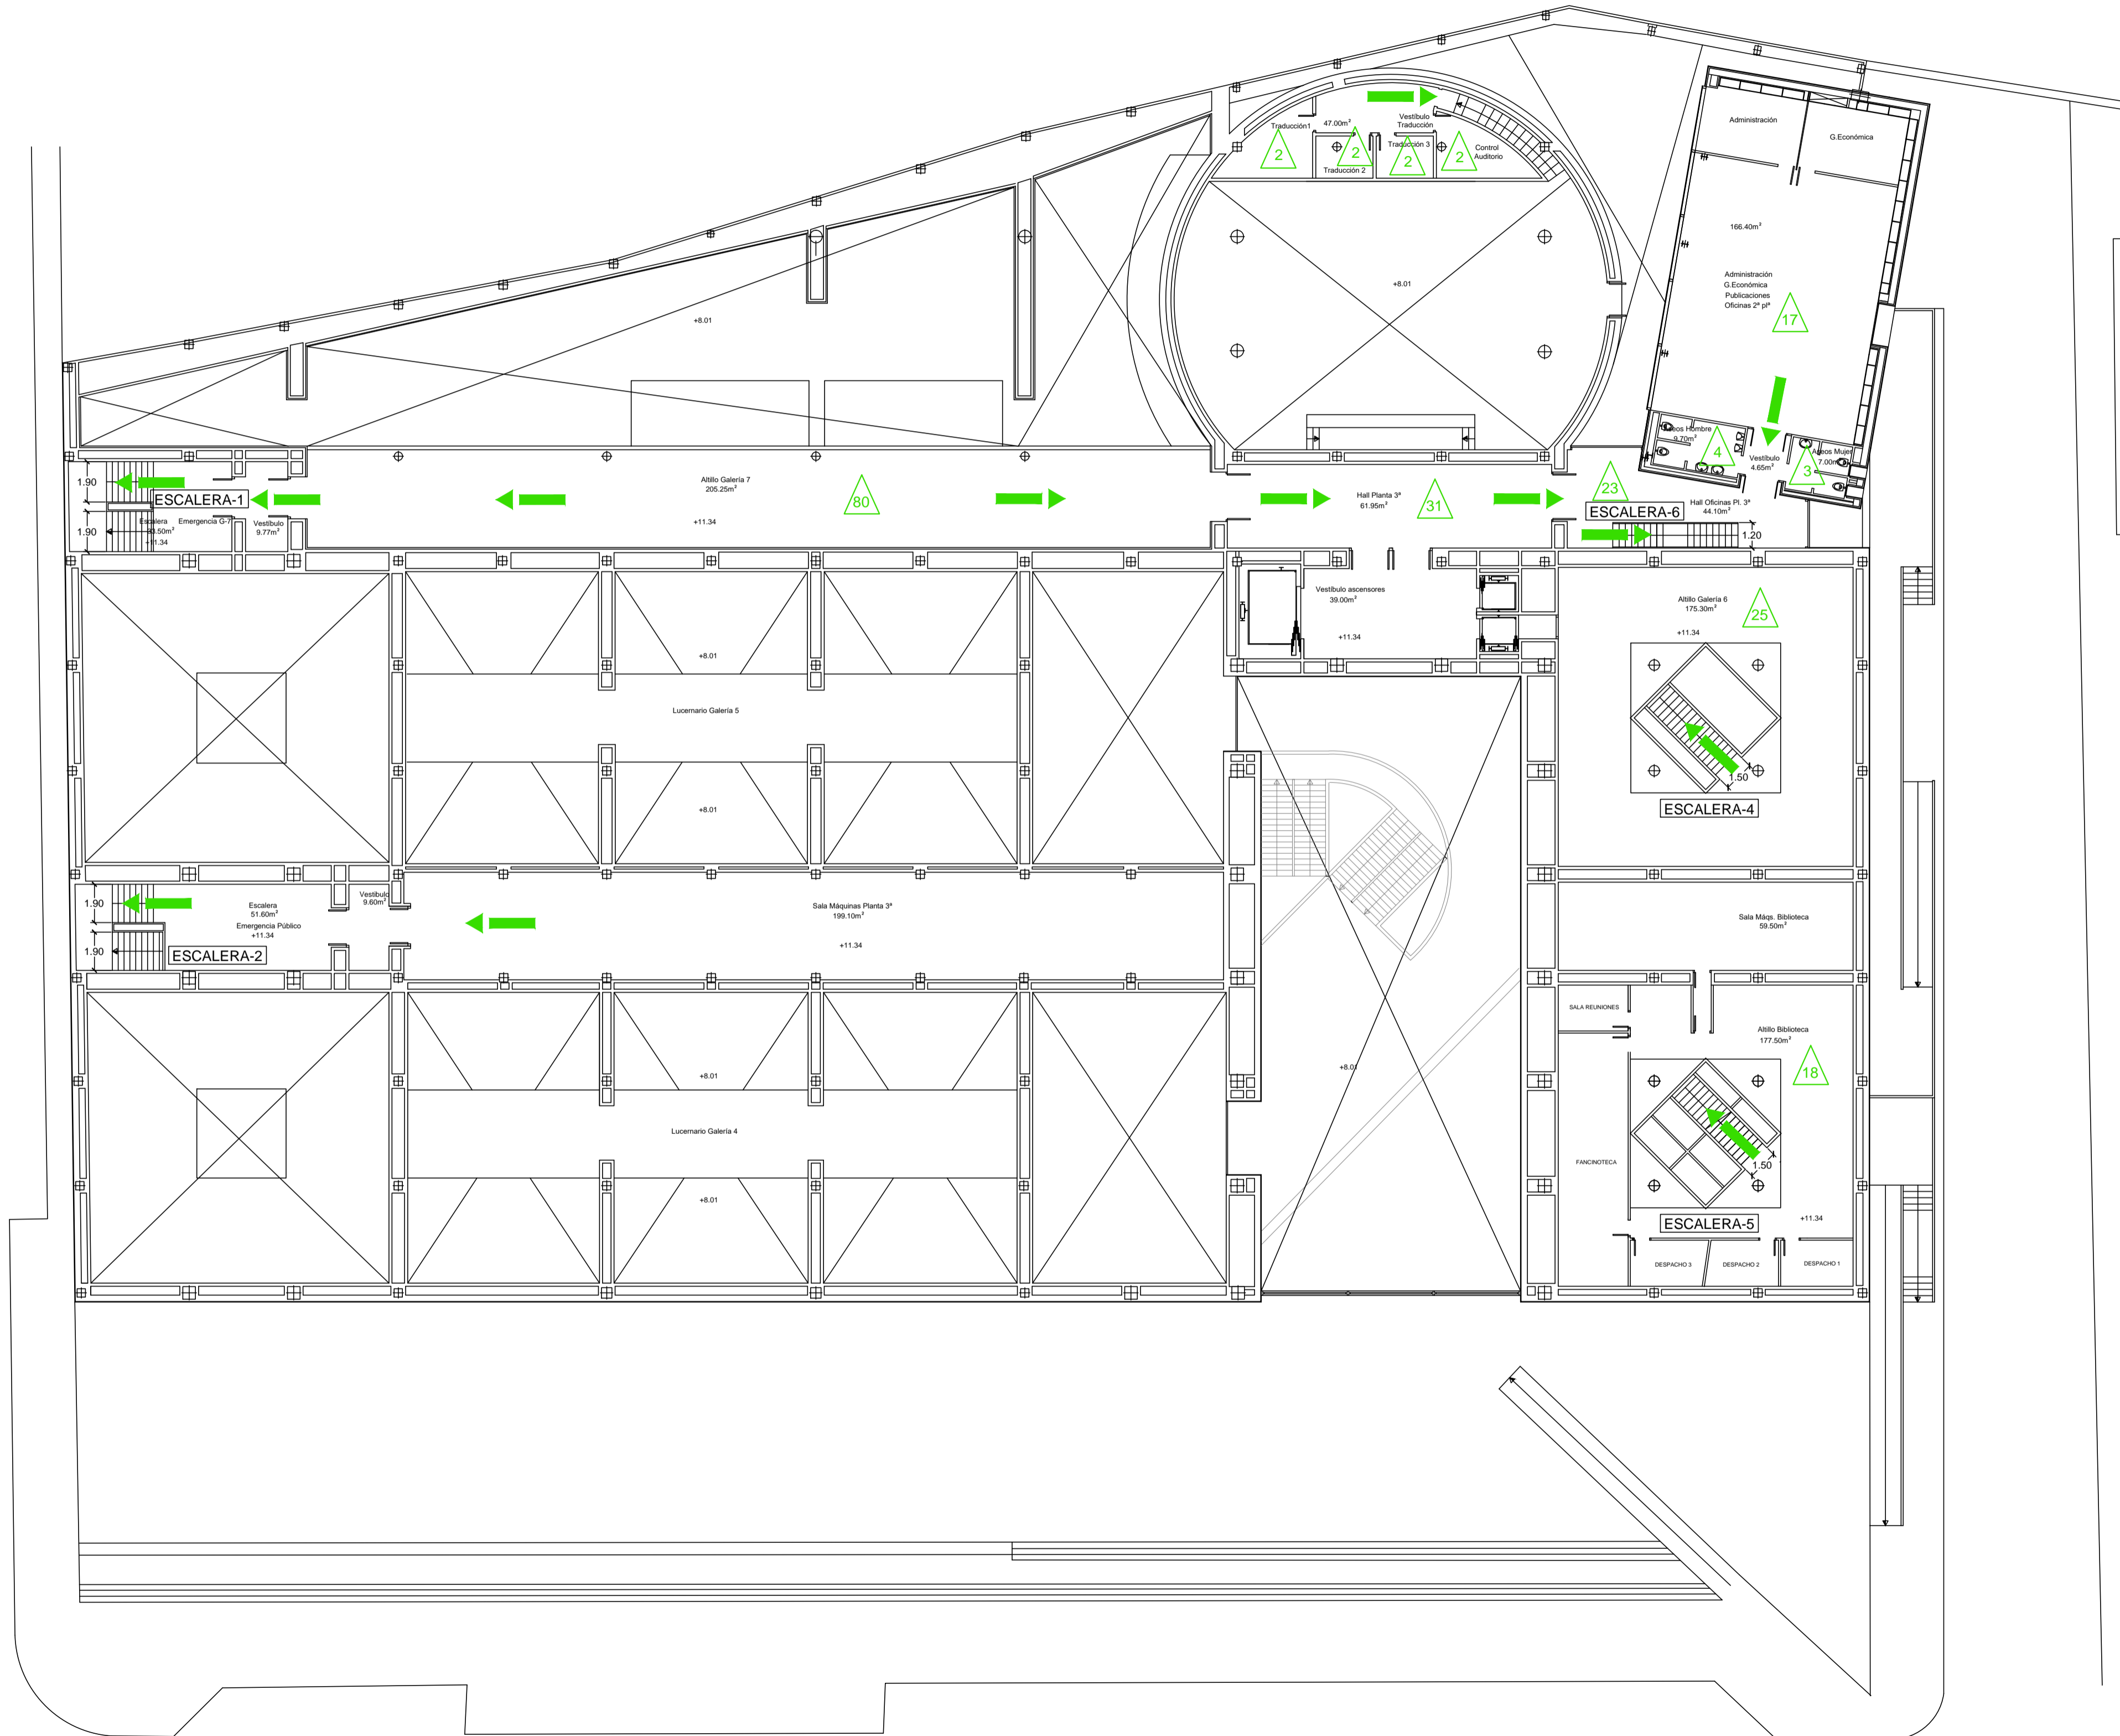 Administración
G.Económica
Traducción1
47.00m²
Vestíbulo
Traducción
Traducción 3
Control
Auditorio
Traducción 2
2
2
2
2
166.40m²
Administración
G.Económica
Publicaciones
Oficinas 2ª plª
17
+8.01
+8.01
9.70m²
4
Vestíbulo
4.65m²
Aseos Mujer
7.00m²
3
1.90
ESCALERA-1
1.90
Escalera
Emergencia G-7
+11.34
Vestíbulo
9.77m²
Altillo Galería 7
205.25m²
80
+11.34
Hall Planta 3ª
61.95m²
31
23
ESCALERA-6
Hall Oficinas Pl. 3ª
44.10m²
1.20
Vestíbulo ascensores
39.00m²
+11.34
Altillo Galería 6
175.30m²
25
+11.34
+8.01
Lucernario Galería 5
+8.01
1.50
ESCALERA-4
1.90
1.90
Escalera
51.60m²
Emergencia Público
+11.34
ESCALERA-2
Vestíbulo
9.60m²
Sala Máquinas Planta 3ª
199.10m²
+11.34
Sala Máqs. Biblioteca
59.50m²
SALA REUNIONES
Altillo Biblioteca
177.50m²
18
+8.01
+8.01
Lucernario Galería 4
+8.01
FANCINOTECA
1.50
ESCALERA-5
+11.34
DESPACHO 3
DESPACHO 2
DESPACHO 1